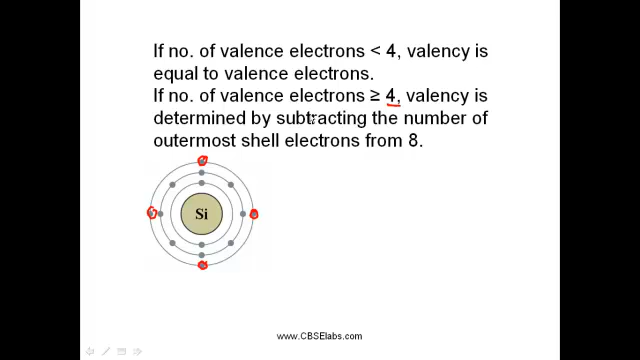 If no. of valence electrons < 4, valency is
equal to valence electrons.
If no. of valence electrons ≥ 4, valency is
determined by subtracting the number of
outermost shell electrons from 8.
Si
www.CBSElabs.com